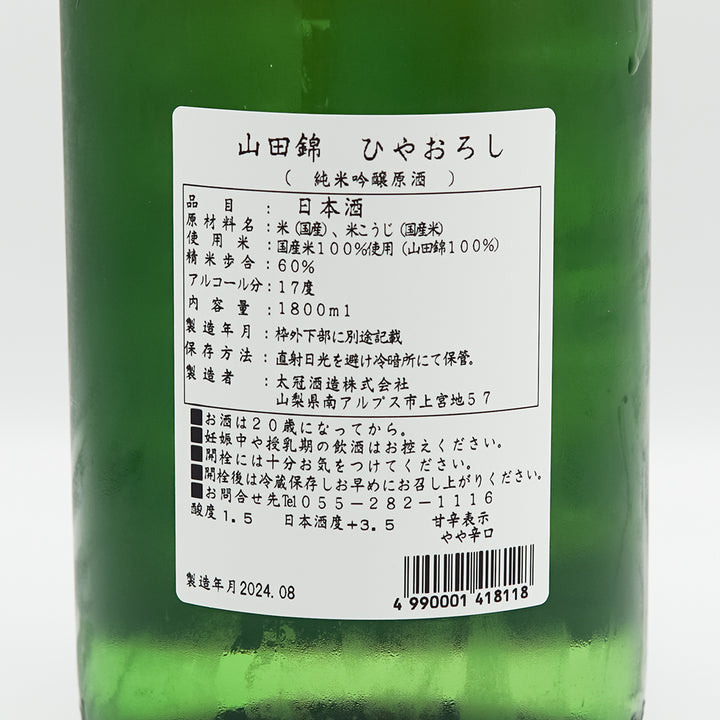 山田錦 ひやおろし
( 純米吟醸原酒 )
品目: 日本酒
原材料名:米(国産)、米こうじ(国産米)
使用米:国産米100%使用(山田錦100%)
精米歩合:60%
アルコール分:17度
内容量:1800ml
製造年月:枠外下部に別途記載
保存方法:直射日光を避け冷暗所にて保管。
製造者:太冠酒造株式会社
山梨県南アルプス市上宮地57
■お酒は20歳になってから。
■妊娠中や授乳期の飲酒はお控えください。
■開栓には十分お気をつけてください。
■開栓後は冷蔵保存しお早めにお召し上がりください。
■お問合せ先℡055-282-1116
酸度1.5 日本酒度+3.5 甘辛表示
やや辛口
製造年月2024.08
4 990001 418118